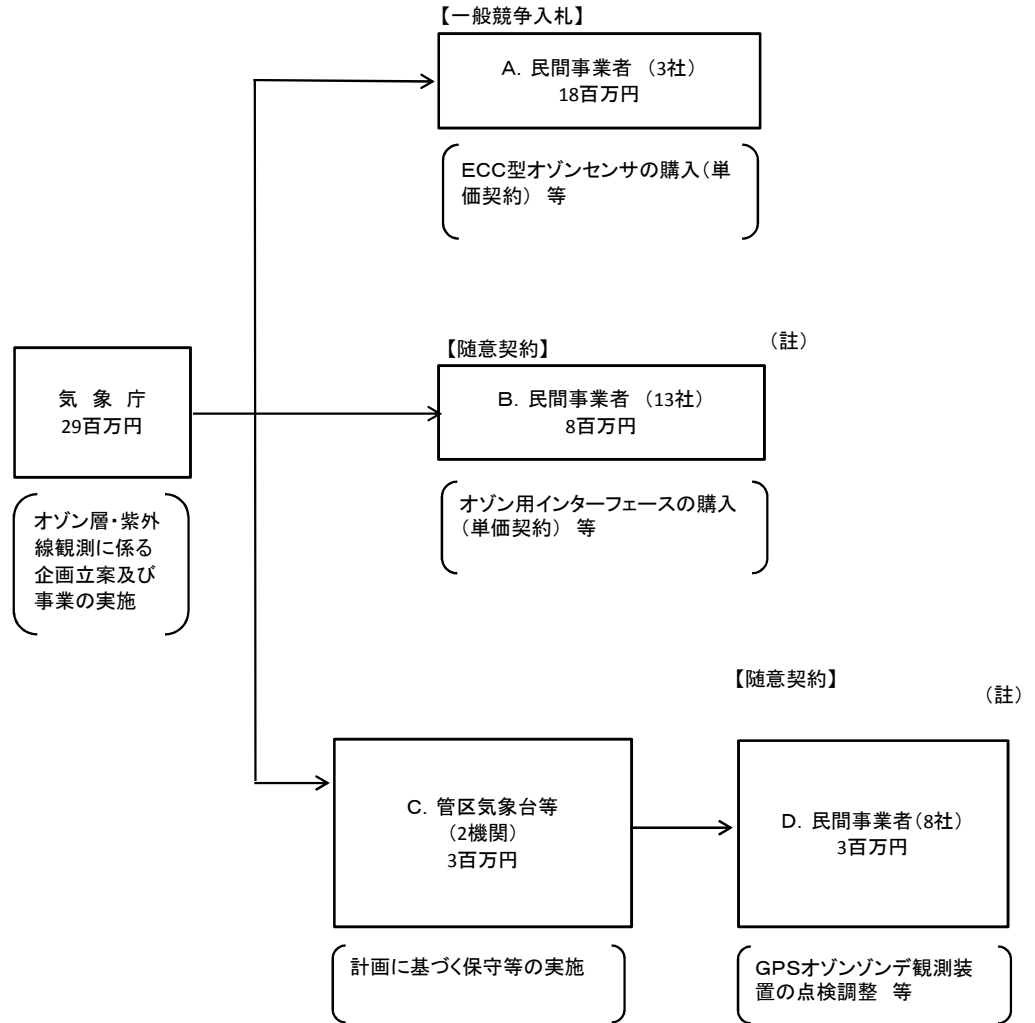 【一般競争入札】
A. 民間事業者 (3社)
18百万円
ECC型オゾンセンサの購入(単
価契約) 等
気 象 庁
29百万円
オゾン層・紫外
線観測に係る
企画立案及び
事業の実施
【随意契約】
(註)
B. 民間事業者 (13社)
8百万円
オゾン用インターフェースの購入
(単価契約) 等
C. 管区気象台等
(2機関)
3百万円
計画に基づく保守等の実施
【随意契約】
(註)
D. 民間事業者(8社)
3百万円
GPSオゾンゾンデ観測装
置の点検調整 等